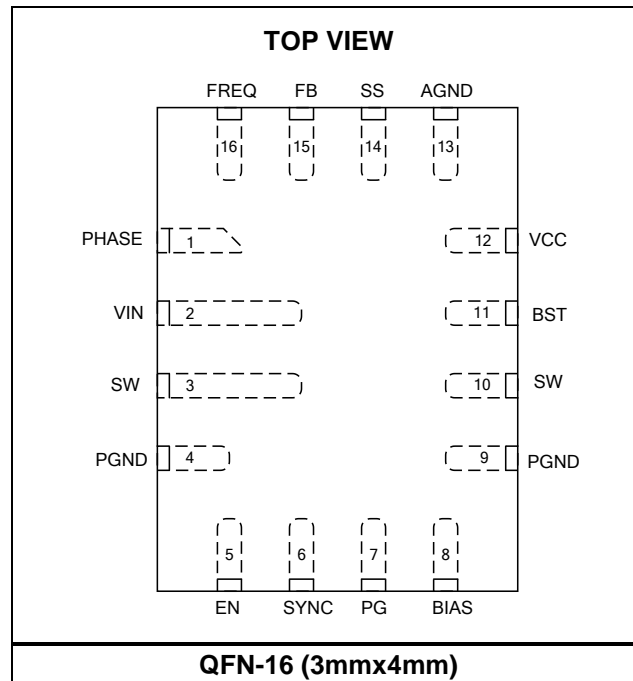 TOP VIEW
FREQ FB SS AGND
16 15 14 13
PHASE 1 12 VCC
VIN 2 11 BST
SW 3 10 SW
PGND 4 9 PGND
5 6 7 8
EN SYNC PG BIAS
QFN-16 (3mmx4mm)